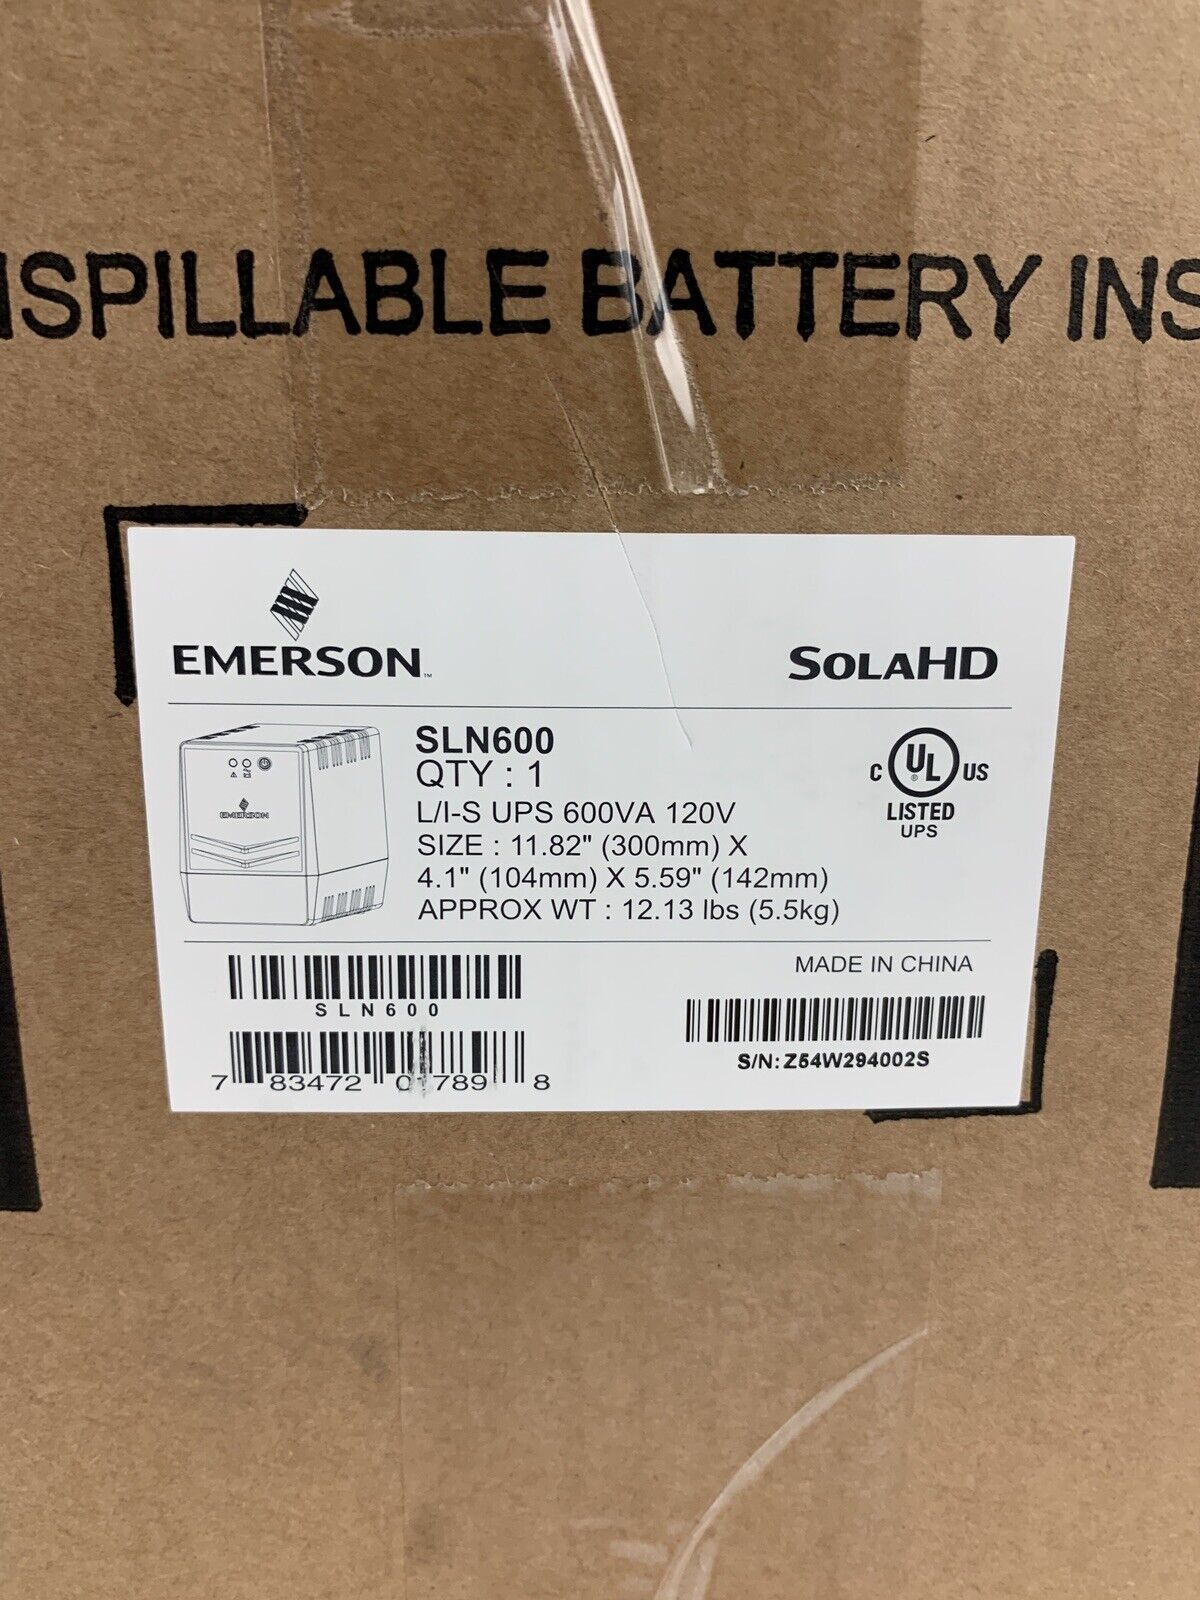 NSPILLABLE BATTERY INS
EMERSON™
SOLAHD
EMERSON
SLN600
QTY : 1
L/I-S UPS 600VA 120V
SIZE : 11.82" (300mm) X
4.1" (104mm) X 5.59" (142mm)
APPROX WT : 12.13 lbs (5.5kg)
C UL ® US
LISTED
UPS
SLN600
7 83472 01789 8
MADE IN CHINA
S/N: Z54W294002S